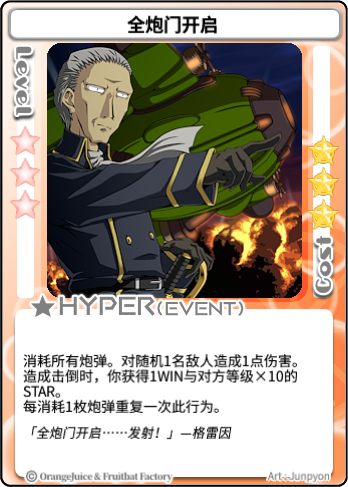 全炮门开启
Level
Cost
HYPER(EVENT)
消耗所有炮弹。对随机1名敌人造成1点伤害。
造成击倒时，你获得1WIN与对方等级×10的
STAR。
每消耗1枚炮弹重复一次此行为。
「全炮门开启……发射！」—格雷因
© OrangeJuice & Fruitbat Factory
Art：Junpyon